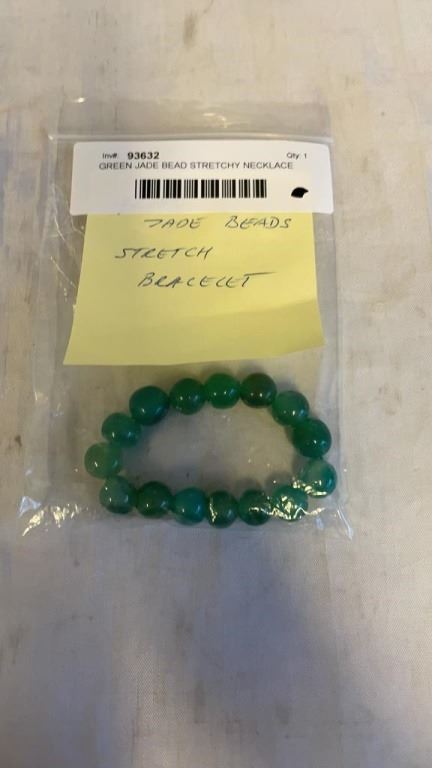 Inv#: 93632 Qty: 1
GREEN JADE BEAD STRETCHY NECKLACE
JADE BEADS
STRETCH
BRACELET